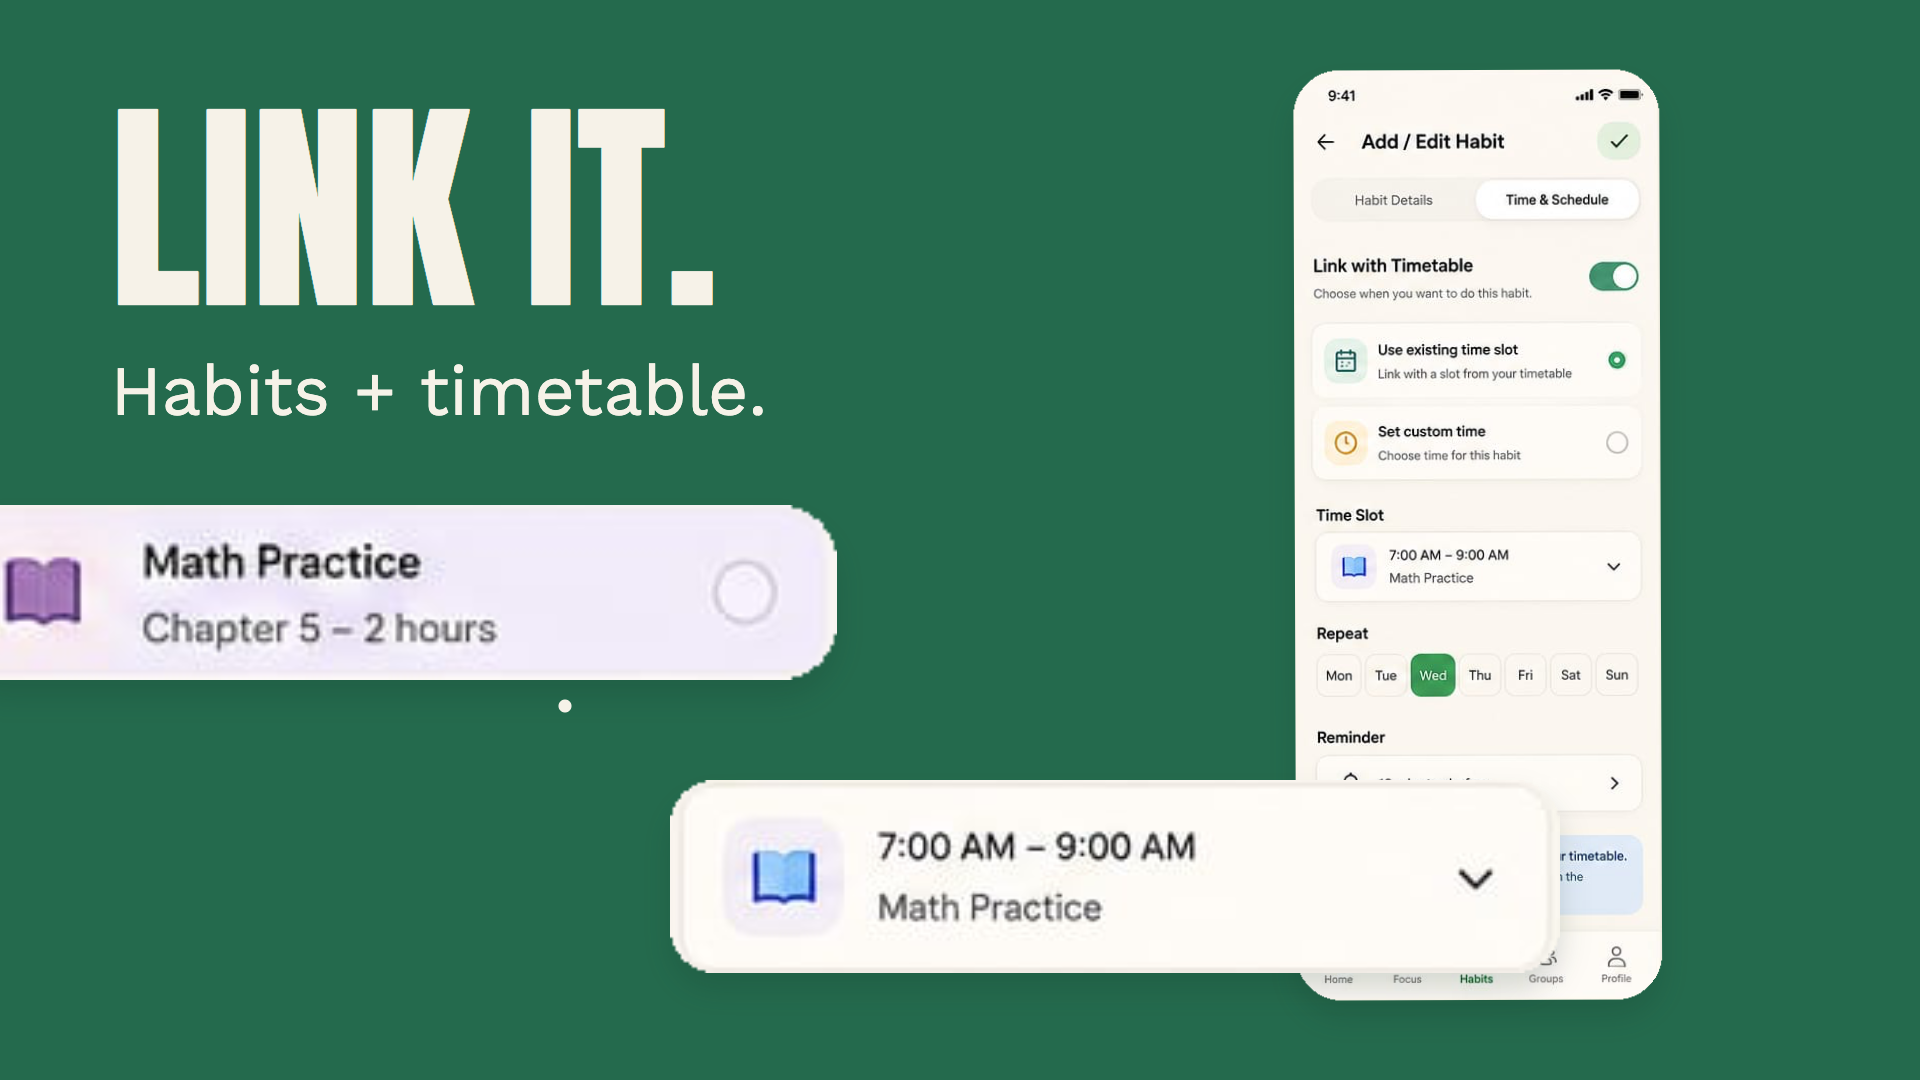 LINK IT.
Habits + timetable.
Math Practice
Chapter 5 – 2 hours
7:00 AM – 9:00 AM
Math Practice
9:41
Add / Edit Habit
Habit Details
Time & Schedule
Link with Timetable
Choose when you want to do this habit.
Use existing time slot
Link with a slot from your timetable
Set custom time
Choose time for this habit
Time Slot
7:00 AM – 9:00 AM
Math Practice
Repeat
Mon Tue Wed Thu Fri Sat Sun
Reminder
timetable.
the
Home Focus Habits Groups Profile